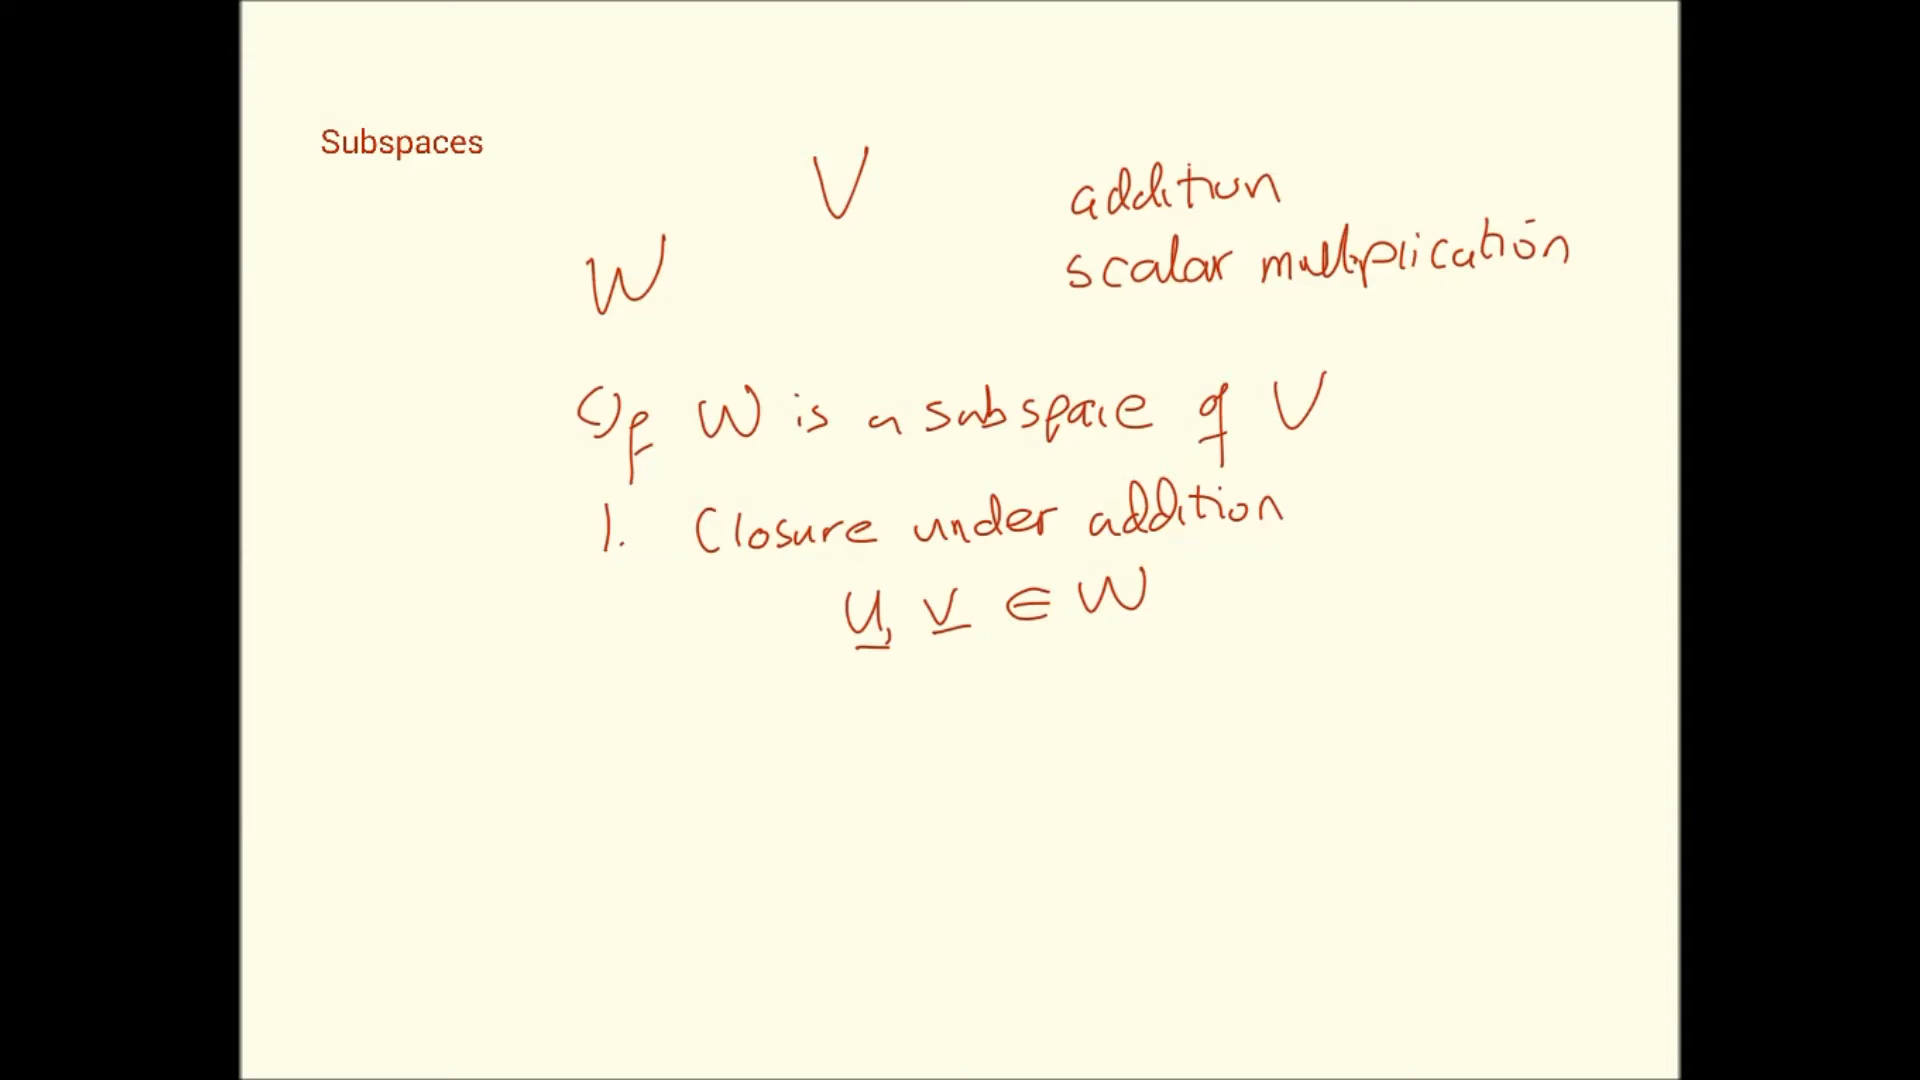 Subspaces
V
addition
W
scalar multiplication
If W is a subspace of V
1. Closure under addition
u, v ∈ W